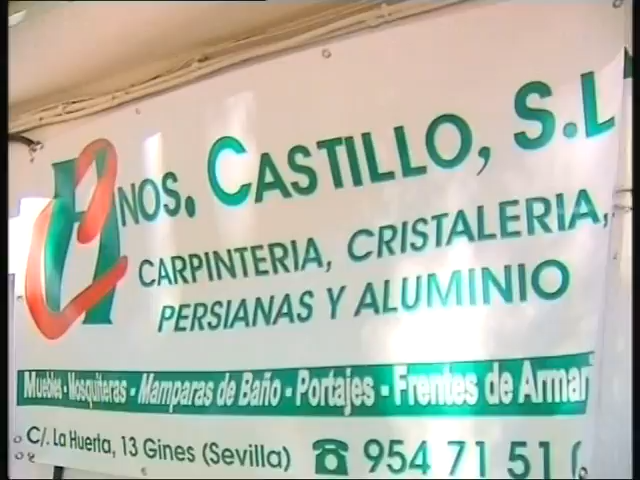 HNOS. CASTILLO, S.L
CARPINTERIA, CRISTALERIA,
PERSIANAS Y ALUMINIO
Muebles - Mosquiteras - Mamparas de Baño - Portajes - Frentes de Armar
C/. La Huerta, 13 Gines (Sevilla) ☎ 954 71 51